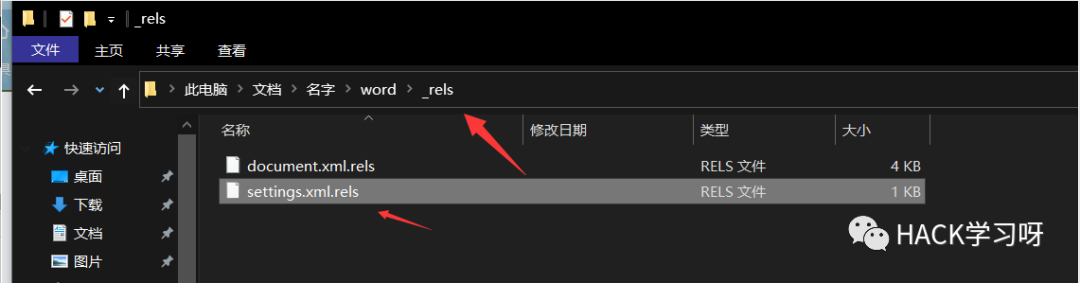 _rels
文件 主页 共享 查看
此电脑 文档 名字 word _rels
名称 修改日期 类型 大小
快速访问
document.xml.rels RELS 文件 4 KB
桌面
settings.xml.rels RELS 文件 1 KB
下载
文档
图片
HACK学习呀